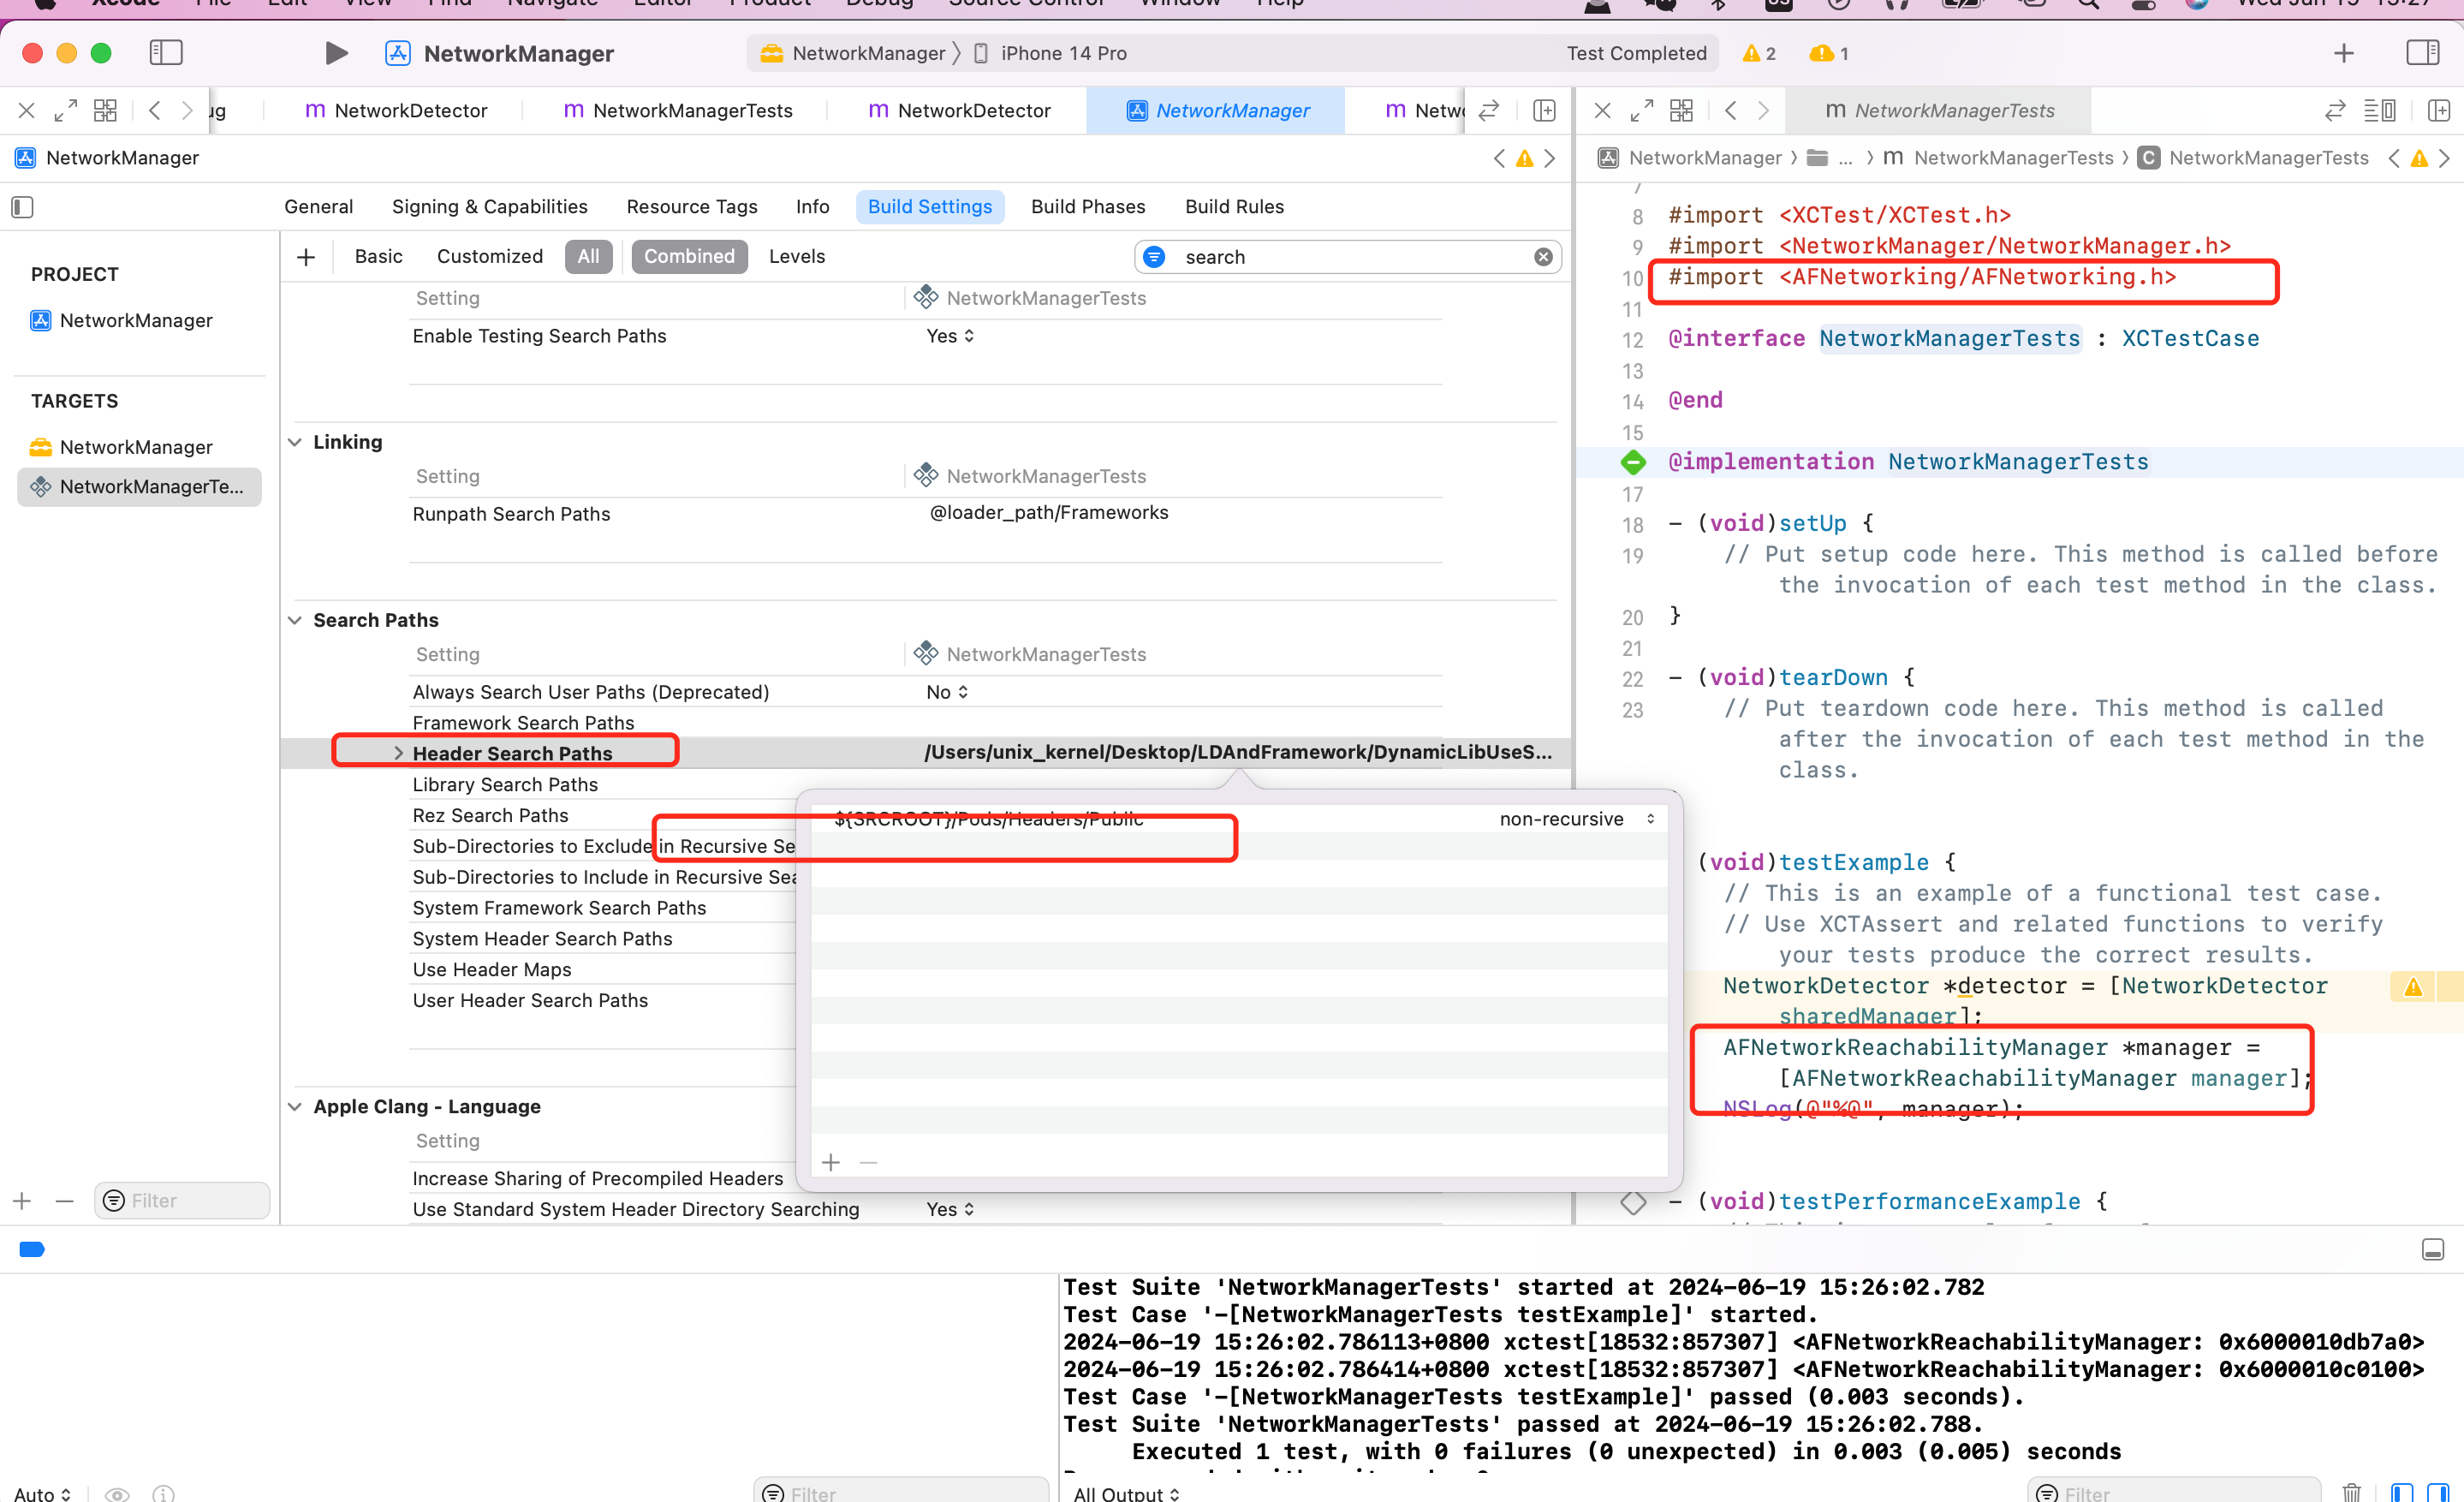 Xcode File Edit View Find Navigate Editor Product Debug Source Control Window Help
NetworkManager
NetworkManager 〉 iPhone 14 Pro
Test Completed
2
1
NetworkDetector
NetworkManagerTests
NetworkDetector
NetworkManager
NetworkManagerTests
NetworkManager
NetworkManager 〉 ... 〉 m NetworkManagerTests 〉 C NetworkManagerTests
General Signing & Capabilities Resource Tags Info Build Settings Build Phases Build Rules
Basic Customized All Combined Levels
search
PROJECT
NetworkManager
TARGETS
NetworkManager
NetworkManagerTe...
Filter
Setting NetworkManagerTests
Enable Testing Search Paths Yes
Linking
Setting NetworkManagerTests
Runpath Search Paths @loader_path/Frameworks
Search Paths
Setting NetworkManagerTests
Always Search User Paths (Deprecated) No
Framework Search Paths
Header Search Paths /Users/unix_kernel/Desktop/LDAndFramework/DynamicLibUseS...
Library Search Paths
Rez Search Paths
Sub-Directories to Exclude in Recursive Se
Sub-Directories to Include in Recursive Sea
System Framework Search Paths
System Header Search Paths
Use Header Maps
User Header Search Paths
${SRCROOT}/Pods/Headers/Public non-recursive
Apple Clang - Language
Setting
Increase Sharing of Precompiled Headers
Use Standard System Header Directory Searching Yes
7
8 #import <XCTest/XCTest.h>
9 #import <NetworkManager/NetworkManager.h>
10 #import <AFNetworking/AFNetworking.h>
11
12 @interface NetworkManagerTests : XCTestCase
13
14 @end
15
@implementation NetworkManagerTests
17
18 - (void)setUp {
19 // Put setup code here. This method is called before
the invocation of each test method in the class.
20 }
21
22 - (void)tearDown {
23 // Put teardown code here. This method is called
after the invocation of each test method in the
class.
(void)testExample {
// This is an example of a functional test case.
// Use XCTAssert and related functions to verify
your tests produce the correct results.
NetworkDetector *detector = [NetworkDetector
sharedManager];
AFNetworkReachabilityManager *manager =
[AFNetworkReachabilityManager manager];
NSLog(@"%@", manager);
- (void)testPerformanceExample {
Test Suite 'NetworkManagerTests' started at 2024-06-19 15:26:02.782
Test Case '-[NetworkManagerTests testExample]' started.
2024-06-19 15:26:02.786113+0800 xctest[18532:857307] <AFNetworkReachabilityManager: 0x6000010db7a0>
2024-06-19 15:26:02.786414+0800 xctest[18532:857307] <AFNetworkReachabilityManager: 0x6000010c0100>
Test Case '-[NetworkManagerTests testExample]' passed (0.003 seconds).
Test Suite 'NetworkManagerTests' passed at 2024-06-19 15:26:02.788.
Executed 1 test, with 0 failures (0 unexpected) in 0.003 (0.005) seconds
Auto
Filter
All Output
Filter